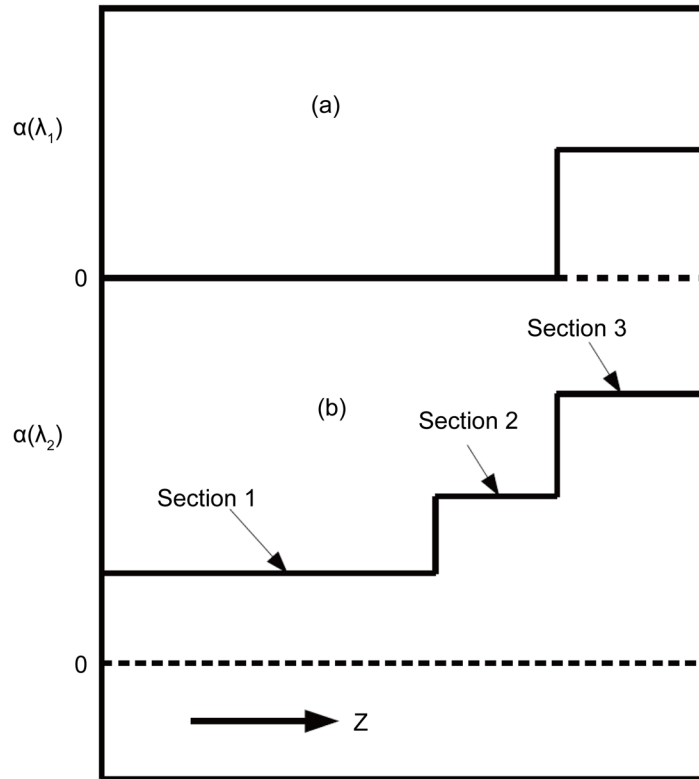 (a)
α(λ₁)
0
Section 3
(b)
Section 2
α(λ₂)
Section 1
0
Z